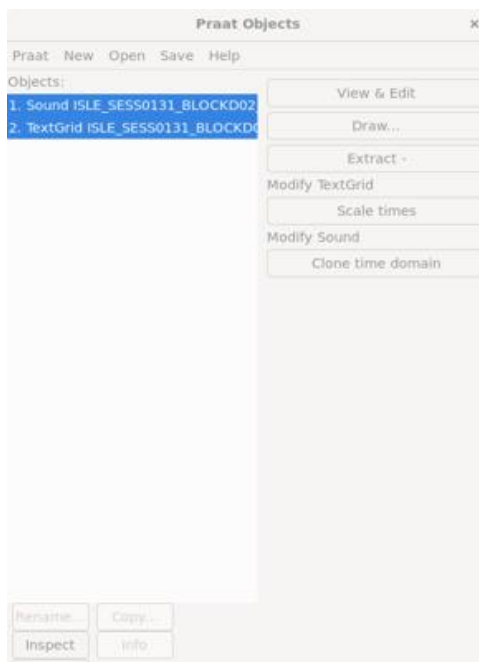 Praat Objects ×
Praat New Open Save Help
Objects:
1. Sound ISLE_SESS0131_BLOCKD02_
2. TextGrid ISLE_SESS0131_BLOCKD0
View & Edit
Draw...
Extract -
Modify TextGrid
Scale times
Modify Sound
Clone time domain
Rename... Copy...
Inspect Info